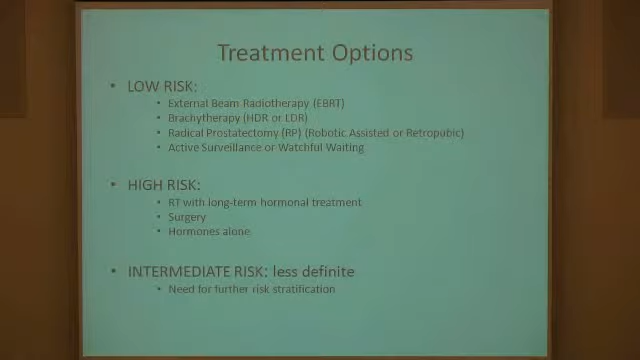 Treatment Options
• LOW RISK:
• External Beam Radiotherapy (EBRT)
• Brachytherapy (HDR or LDR)
• Radical Prostatectomy (RP) (Robotic Assisted or Retropubic)
• Active Surveillance or Watchful Waiting
• HIGH RISK:
• RT with long-term hormonal treatment
• Surgery
• Hormones alone
• INTERMEDIATE RISK: less definite
• Need for further risk stratification